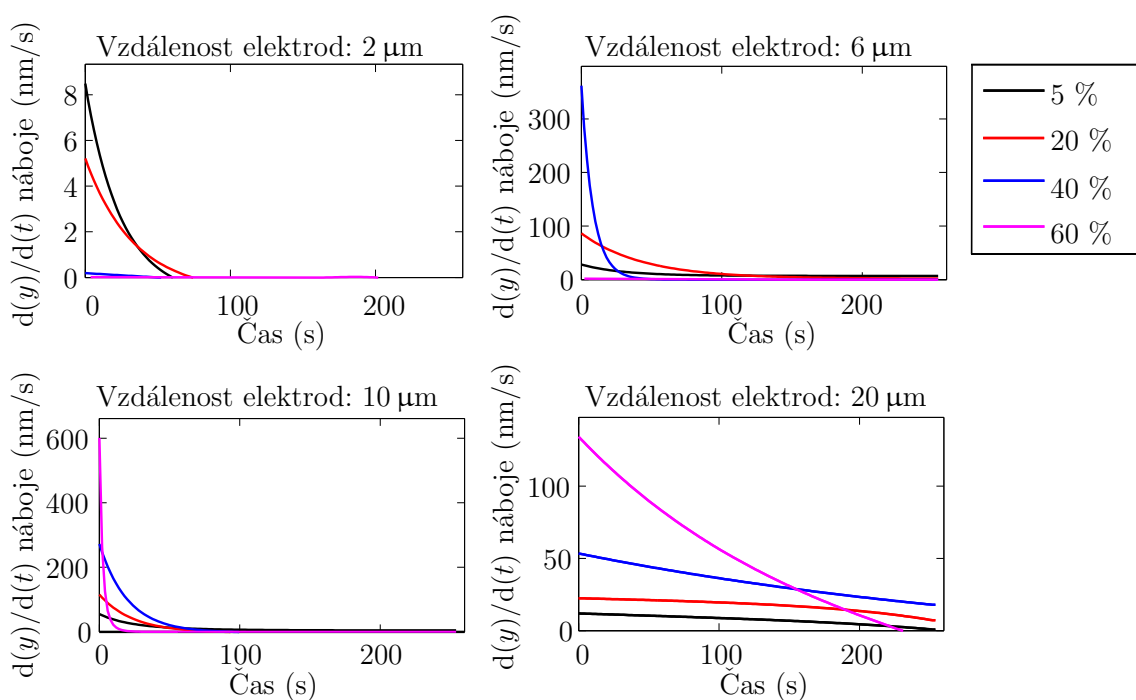 Vzdálenost elektrod: 2 µm
d(y)/d(t) náboje (nm/s)
8
6
4
2
0
0 100 200
Čas (s)
Vzdálenost elektrod: 6 µm
d(y)/d(t) náboje (nm/s)
300
200
100
0
0 100 200
Čas (s)
5 %
20 %
40 %
60 %
Vzdálenost elektrod: 10 µm
d(y)/d(t) náboje (nm/s)
600
400
200
0
0 100 200
Čas (s)
Vzdálenost elektrod: 20 µm
d(y)/d(t) náboje (nm/s)
100
50
0
0 100 200
Čas (s)